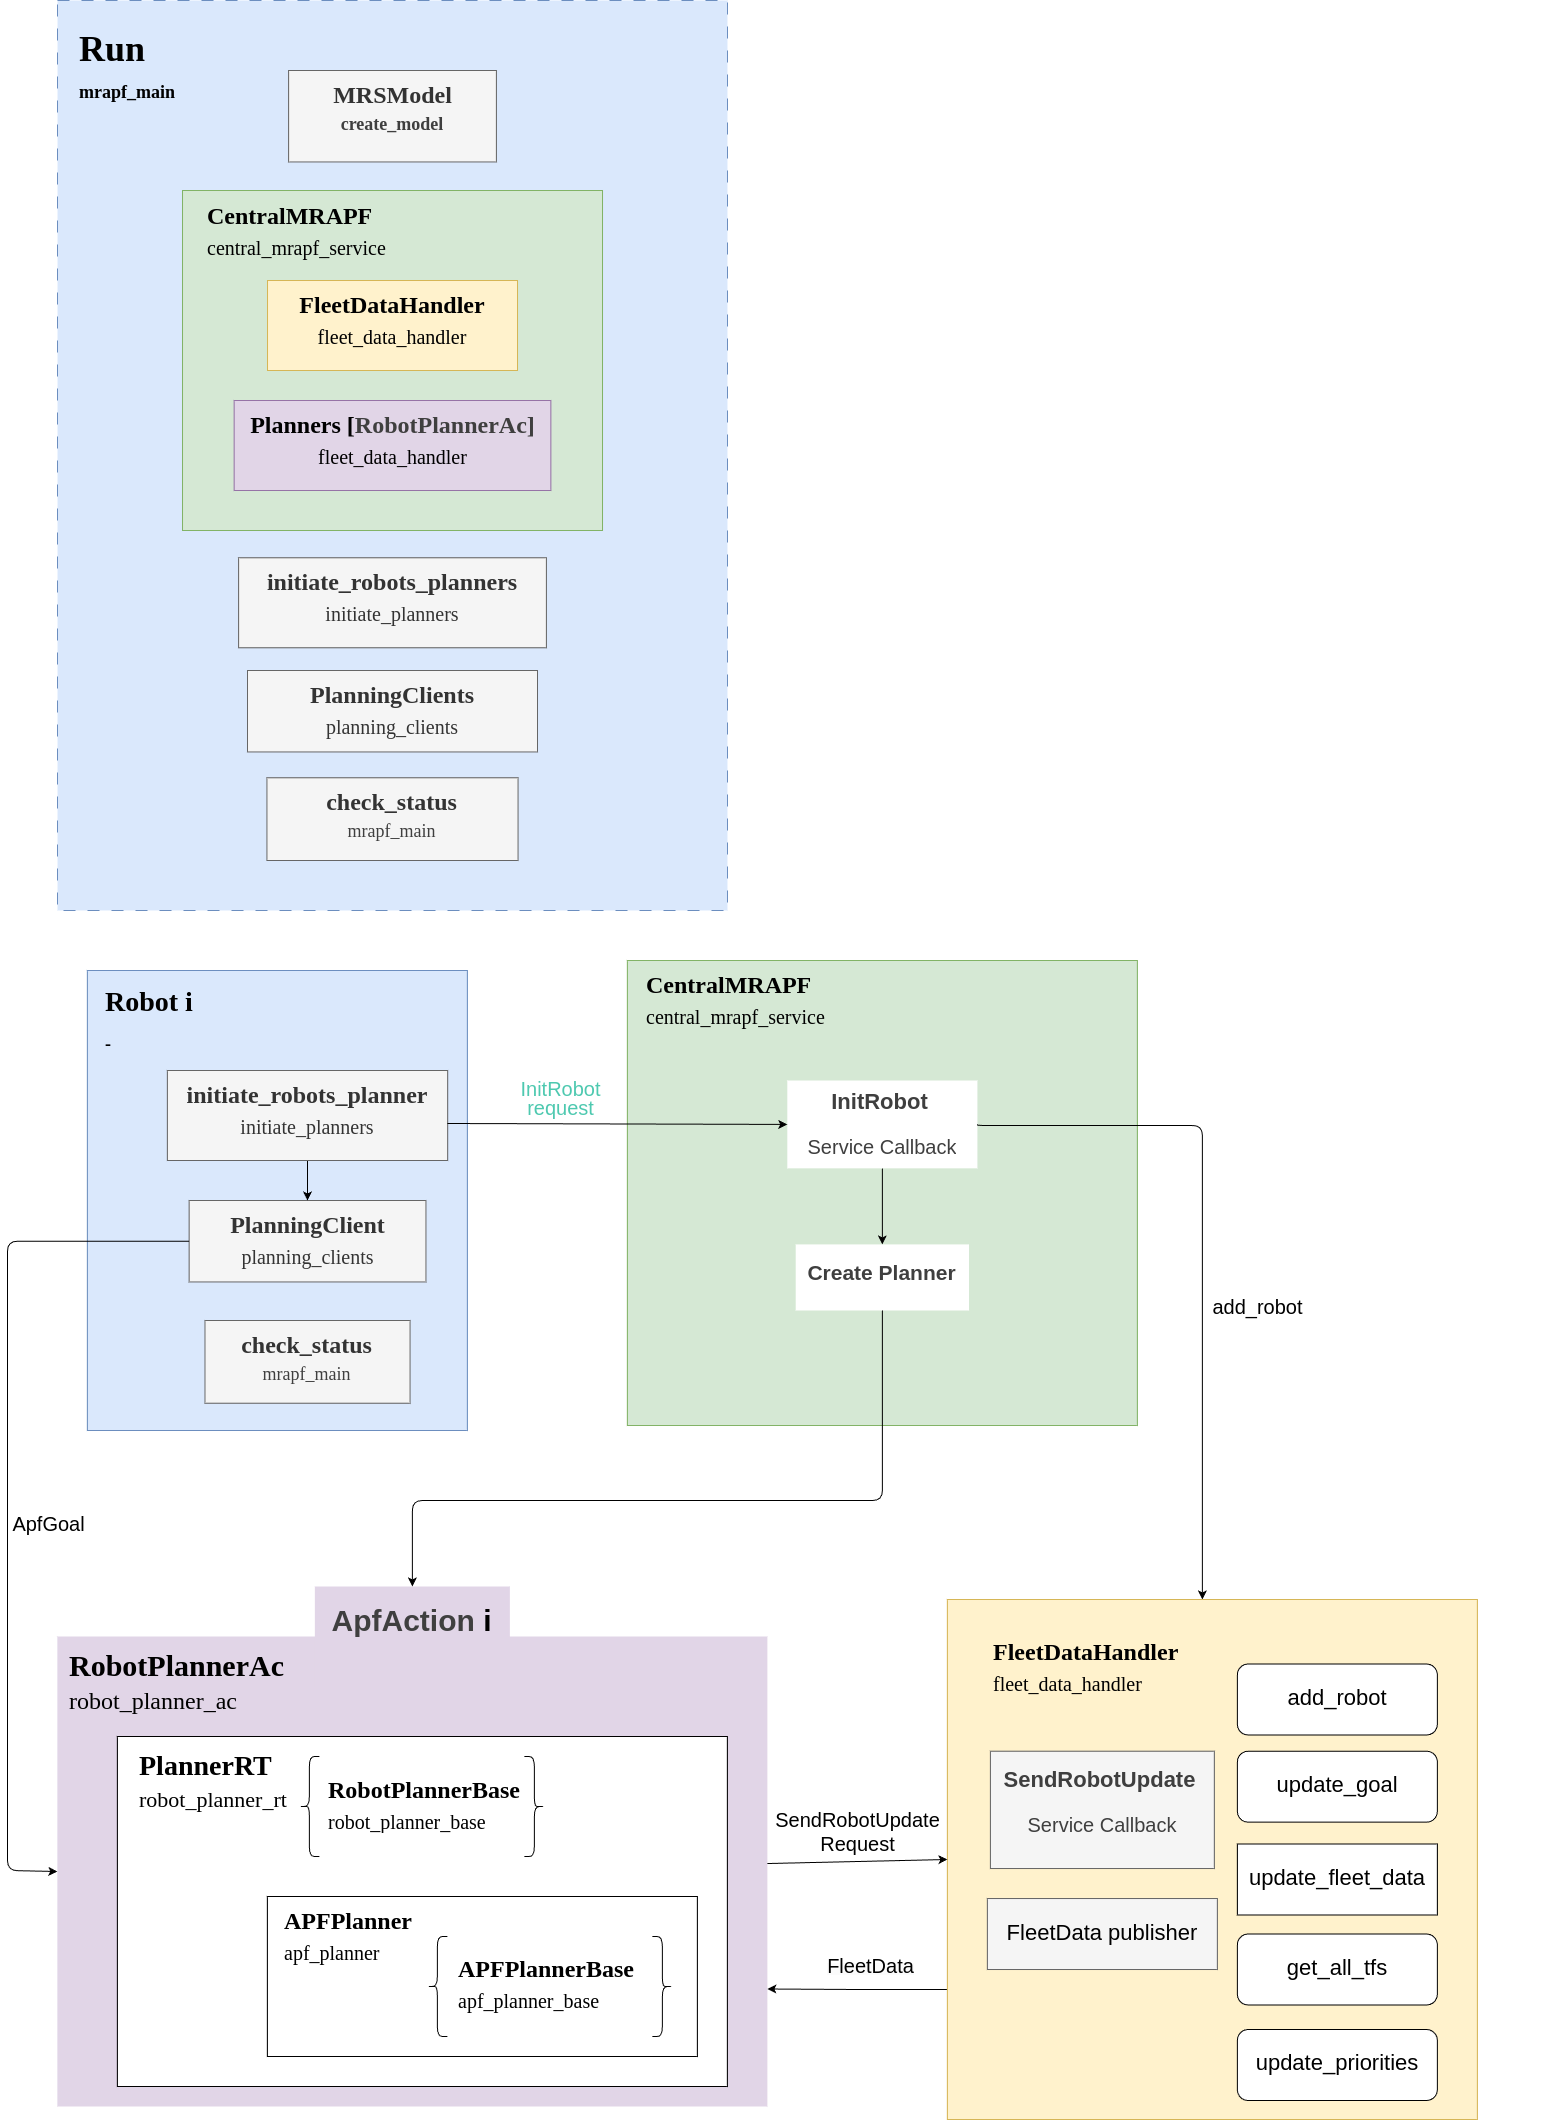 Run
mrapf_main
MRSModel
create_model
CentralMRAPF
central_mrapf_service
FleetDataHandler
fleet_data_handler
Planners [RobotPlannerAc]
fleet_data_handler
initiate_robots_planners
initiate_planners
PlanningClients
planning_clients
check_status
mrapf_main
Robot i
-
initiate_robots_planner
initiate_planners
PlanningClient
planning_clients
check_status
mrapf_main
InitRobot
request
CentralMRAPF
central_mrapf_service
InitRobot
Service Callback
Create Planner
add_robot
ApfGoal
ApfAction i
RobotPlannerAc
robot_planner_ac
PlannerRT
robot_planner_rt
RobotPlannerBase
robot_planner_base
APFPlanner
apf_planner
APFPlannerBase
apf_planner_base
SendRobotUpdate
Request
FleetData
FleetDataHandler
fleet_data_handler
SendRobotUpdate
Service Callback
FleetData publisher
add_robot
update_goal
update_fleet_data
get_all_tfs
update_priorities